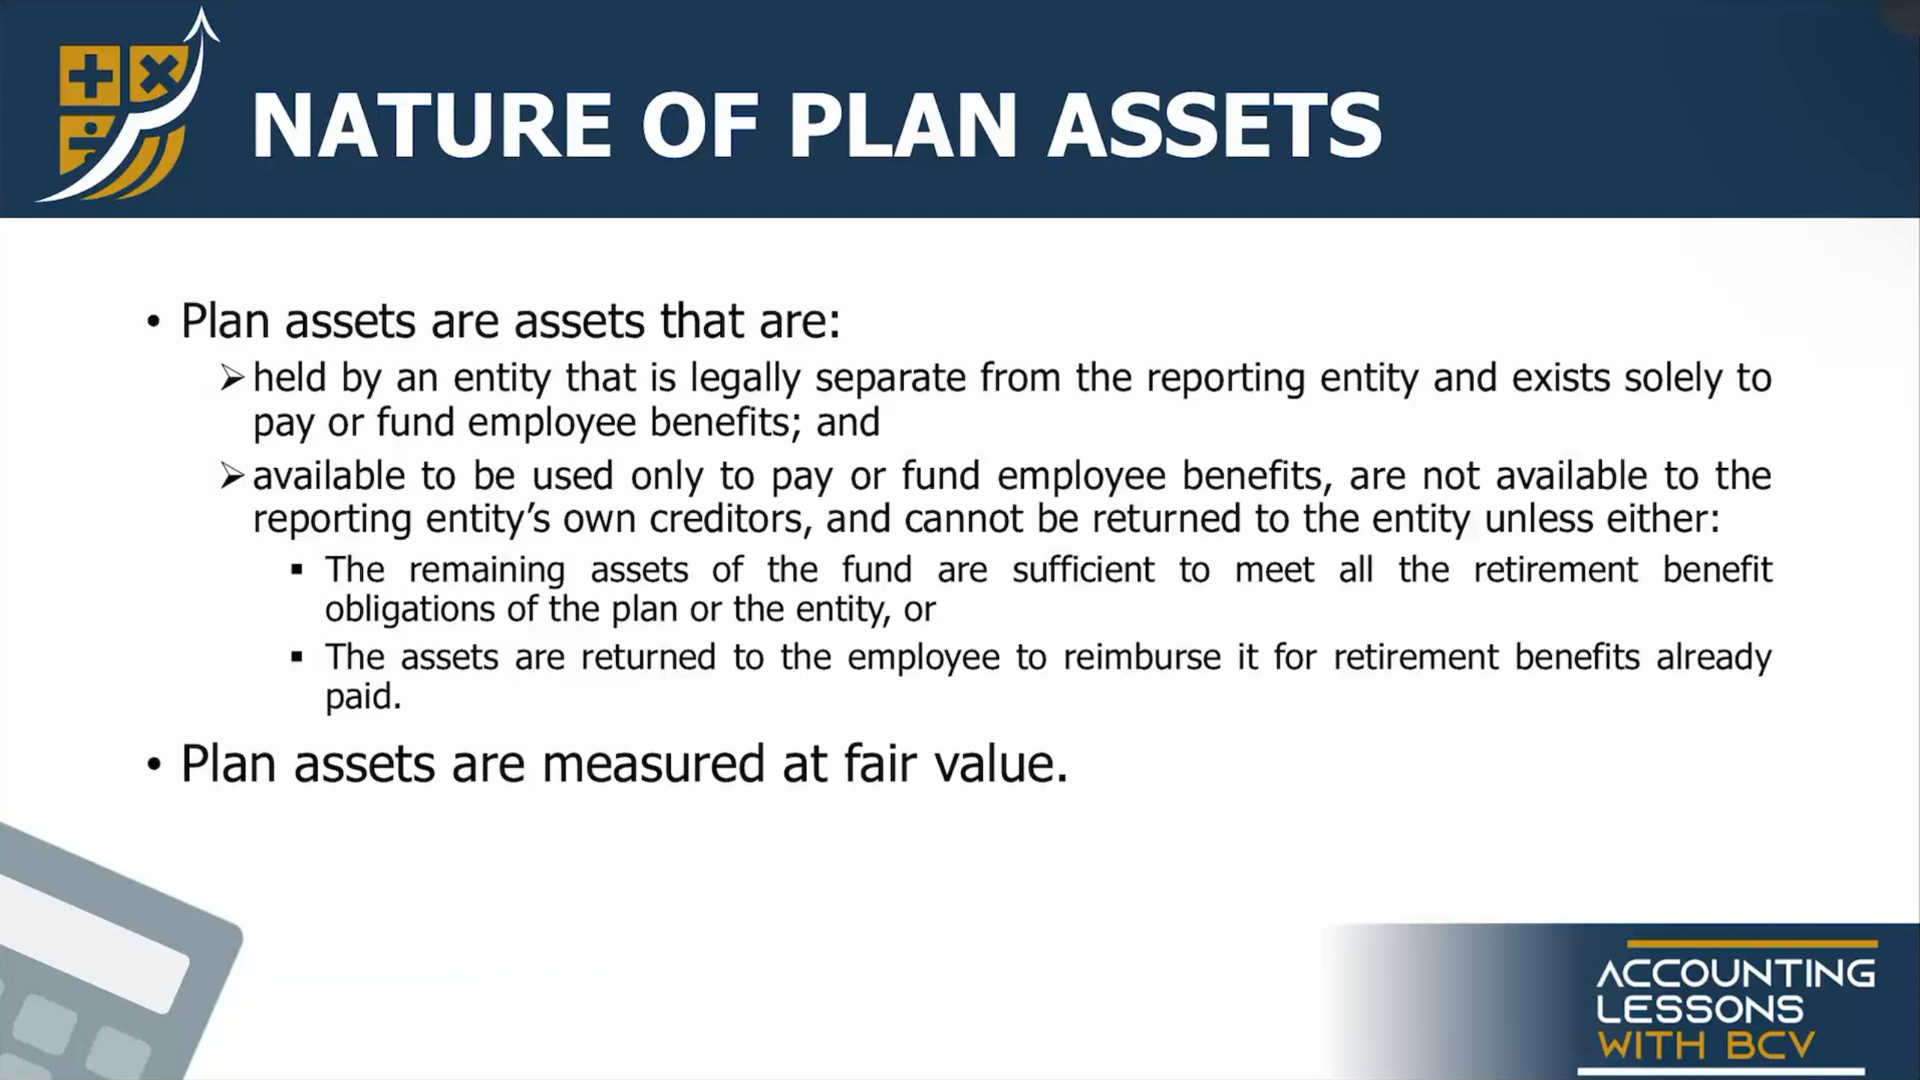 NATURE OF PLAN ASSETS
• Plan assets are assets that are:
➢ held by an entity that is legally separate from the reporting entity and exists solely to
pay or fund employee benefits; and
➢ available to be used only to pay or fund employee benefits, are not available to the
reporting entity’s own creditors, and cannot be returned to the entity unless either:
▪ The remaining assets of the fund are sufficient to meet all the retirement benefit
obligations of the plan or the entity, or
▪ The assets are returned to the employee to reimburse it for retirement benefits already
paid.
• Plan assets are measured at fair value.
ACCOUNTING
LESSONS
WITH BCV